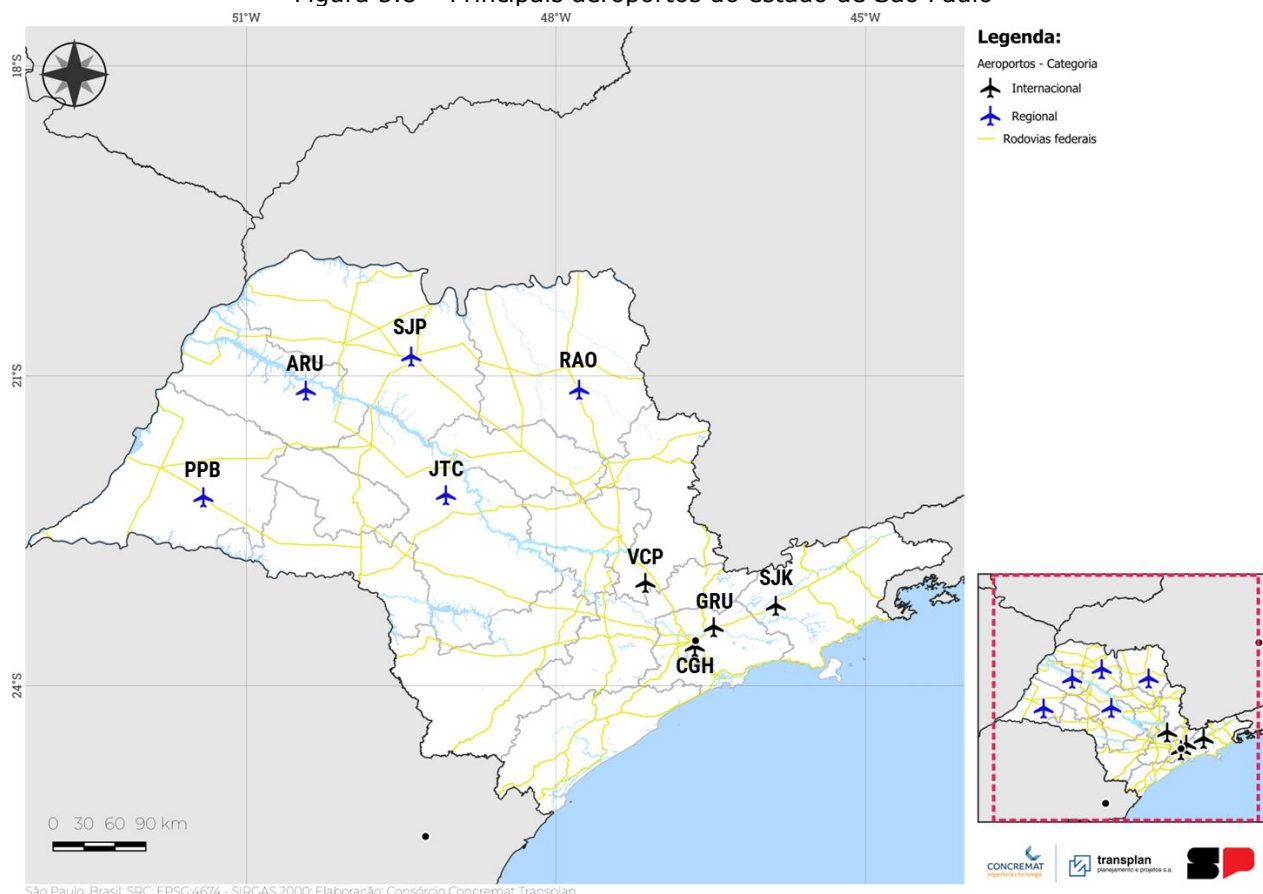 Figura 5.8 – Principais aeroportos do estado de São Paulo
51°W 48°W 45°W
18°S
21°S
24°S
Legenda:
Aeroportos - Categoria
Internacional
Regional
Rodovias federais
SJP
ARU
RAO
PPB
JTC
VCP
SJK
GRU
CGH
0 30 60 90 km
São Paulo, Brasil; SRC: EPSG:4674 - SIRGAS 2000; Elaboração: Consórcio Concremat Transplan
CONCREMAT
engenharia e tecnologia
transplan
planejamento e projetos s.a.
SP